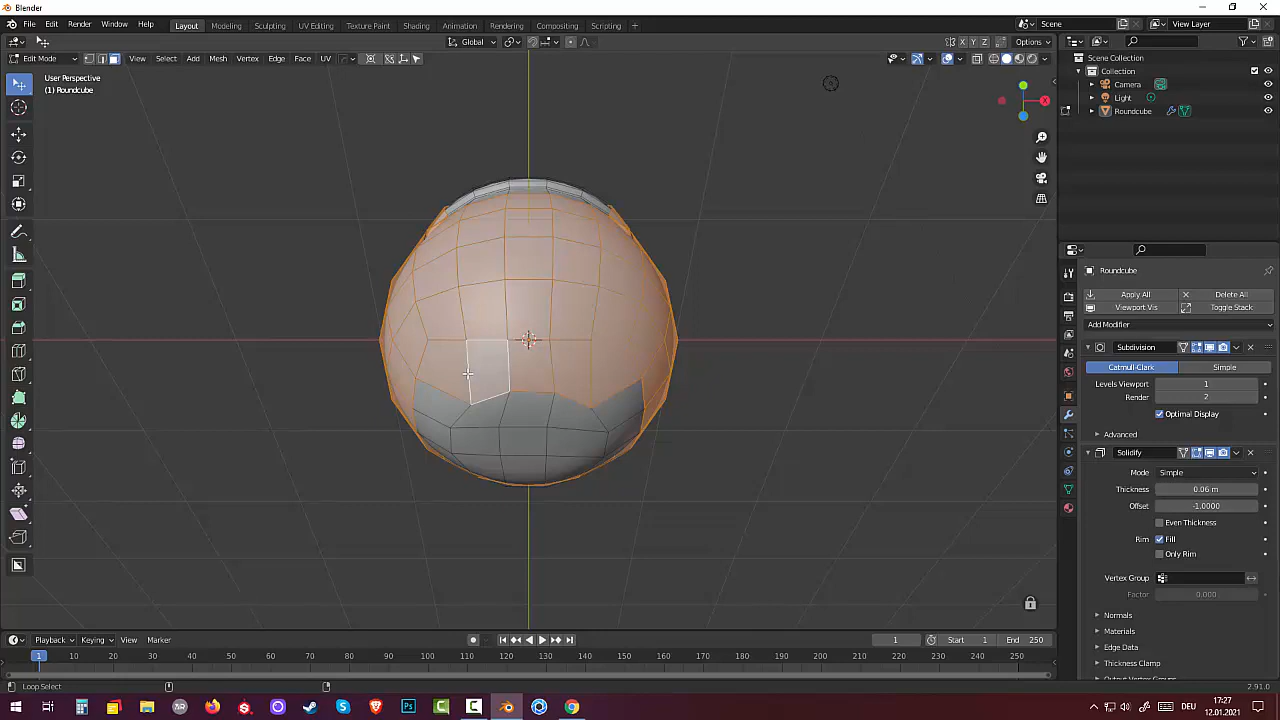 Blender
File Edit Render Window Help
Layout Modeling Sculpting UV Editing Texture Paint Shading Animation Rendering Compositing Scripting +
Scene View Layer
Global X Y Z Options
Edit Mode View Select Add Mesh Vertex Edge Face UV
User Perspective
(1) Roundcube
X
Scene Collection
Collection
Camera
Light
Roundcube
Roundcube
Apply All Delete All
Viewport Vis Toggle Stack
Add Modifier
Subdivision
Catmull-Clark Simple
Levels Viewport 1
Render 2
Optimal Display
Advanced
Solidify
Mode Simple
Thickness 0.06 m
Offset -1.0000
Even Thickness
Rim Fill
Only Rim
Vertex Group
Factor 0.000
Normals
Materials
Edge Data
Thickness Clamp
Output Vertex Groups
Playback Keying View Marker 1 Start 1 End 250
1 10 20 30 40 50 60 70 80 90 100 110 120 130 140 150 160 170 180 190 200 210 220 230 240 250
Loop Select 2.91.0
DEU 17:27
12.01.2021